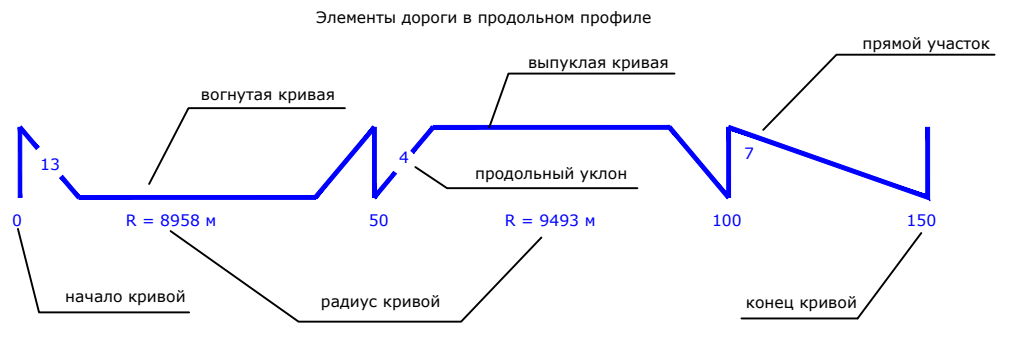 Элементы дороги в продольном профиле
прямой участок
выпуклая кривая
вогнутая кривая
13
4
7
продольный уклон
0
R = 8958 м
50
R = 9493 м
100
150
начало кривой
радиус кривой
конец кривой